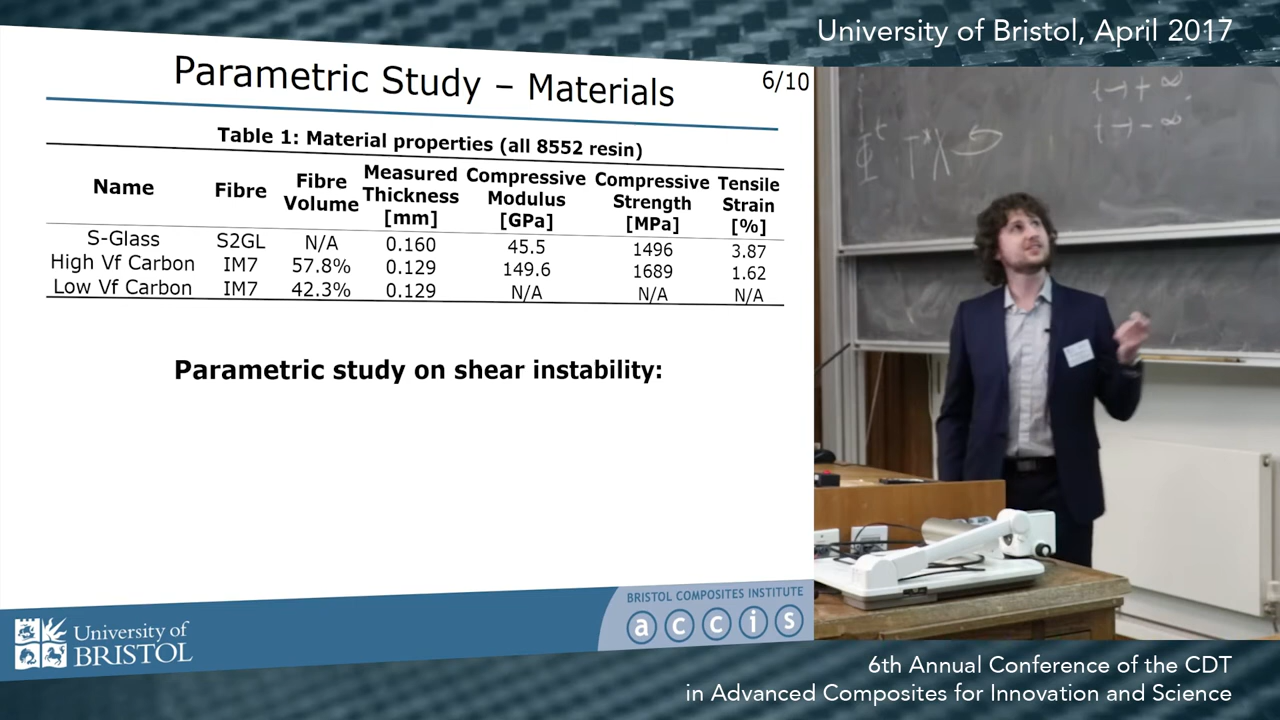 University of Bristol, April 2017
Parametric Study – Materials
6/10
Table 1: Material properties (all 8552 resin)
Name Fibre Fibre Volume Measured Thickness [mm] Compressive Modulus [GPa] Compressive Strength [MPa] Tensile Strain [%]
S-Glass S2GL N/A 0.160 45.5 1496 3.87
High Vf Carbon IM7 57.8% 0.129 149.6 1689 1.62
Low Vf Carbon IM7 42.3% 0.129 N/A N/A N/A
Parametric study on shear instability:
t→+∞
t→-∞
University of
BRISTOL
BRISTOL COMPOSITES INSTITUTE
accis
6th Annual Conference of the CDT
in Advanced Composites for Innovation and Science